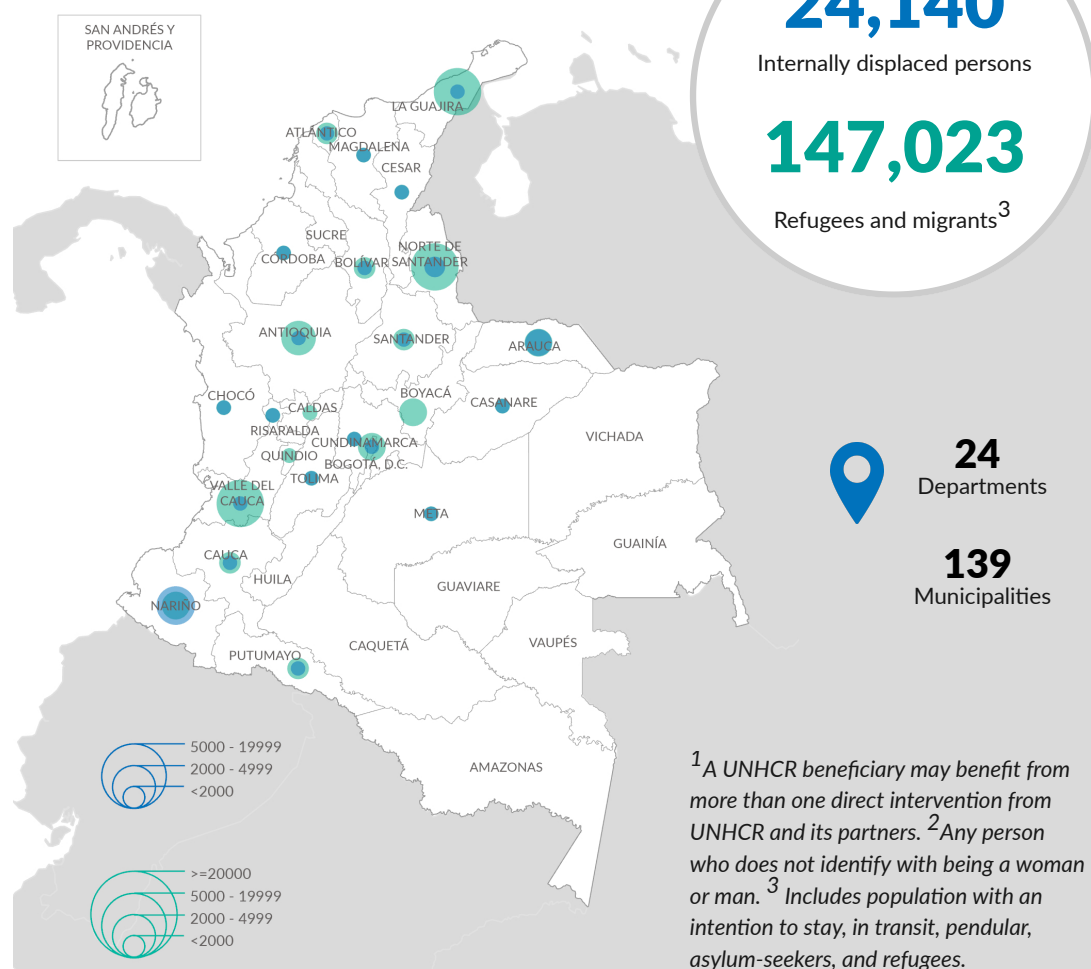 SAN ANDRÉS Y
PROVIDENCIA
24,140
Internally displaced persons
147,023
Refugees and migrants3
LA GUAJIRA
ATLÁNTICO
MAGDALENA
CESAR
SUCRE
CÓRDOBA
BOLÍVAR
NORTE DE
SANTANDER
ANTIOQUIA
SANTANDER
ARAUCA
CHOCÓ
CALDAS
BOYACÁ
CASANARE
RISARALDA
CUNDINAMARCA
VICHADA
QUINDIO
BOGOTÁ, D.C.
TOLIMA
VALLE DEL
CAUCA
META
CAUCA
GUAINÍA
HUILA
GUAVIARE
NARIÑO
PUTUMAYO
CAQUETÁ
VAUPÉS
AMAZONAS
24
Departments
139
Municipalities
5000 - 19999
2000 - 4999
<2000
>=20000
5000 - 19999
2000 - 4999
<2000
1A UNHCR beneficiary may benefit from
more than one direct intervention from
UNHCR and its partners. 2Any person
who does not identify with being a woman
or man. 3 Includes population with an
intention to stay, in transit, pendular,
asylum-seekers, and refugees.